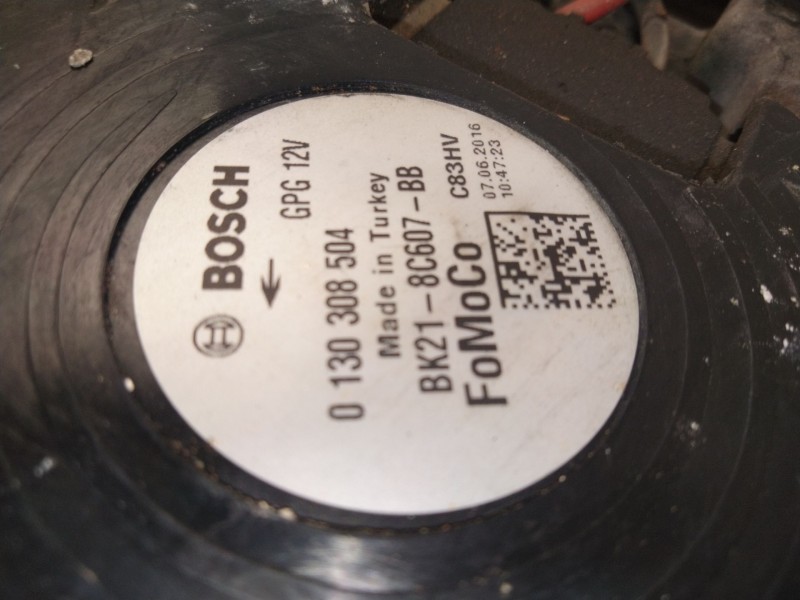 BOSCH
GPG 12V
0 130 308 504
Made in Turkey
BK21-8C607-BB
FoMoCo
C83HV
07.06.2016
10:47:23